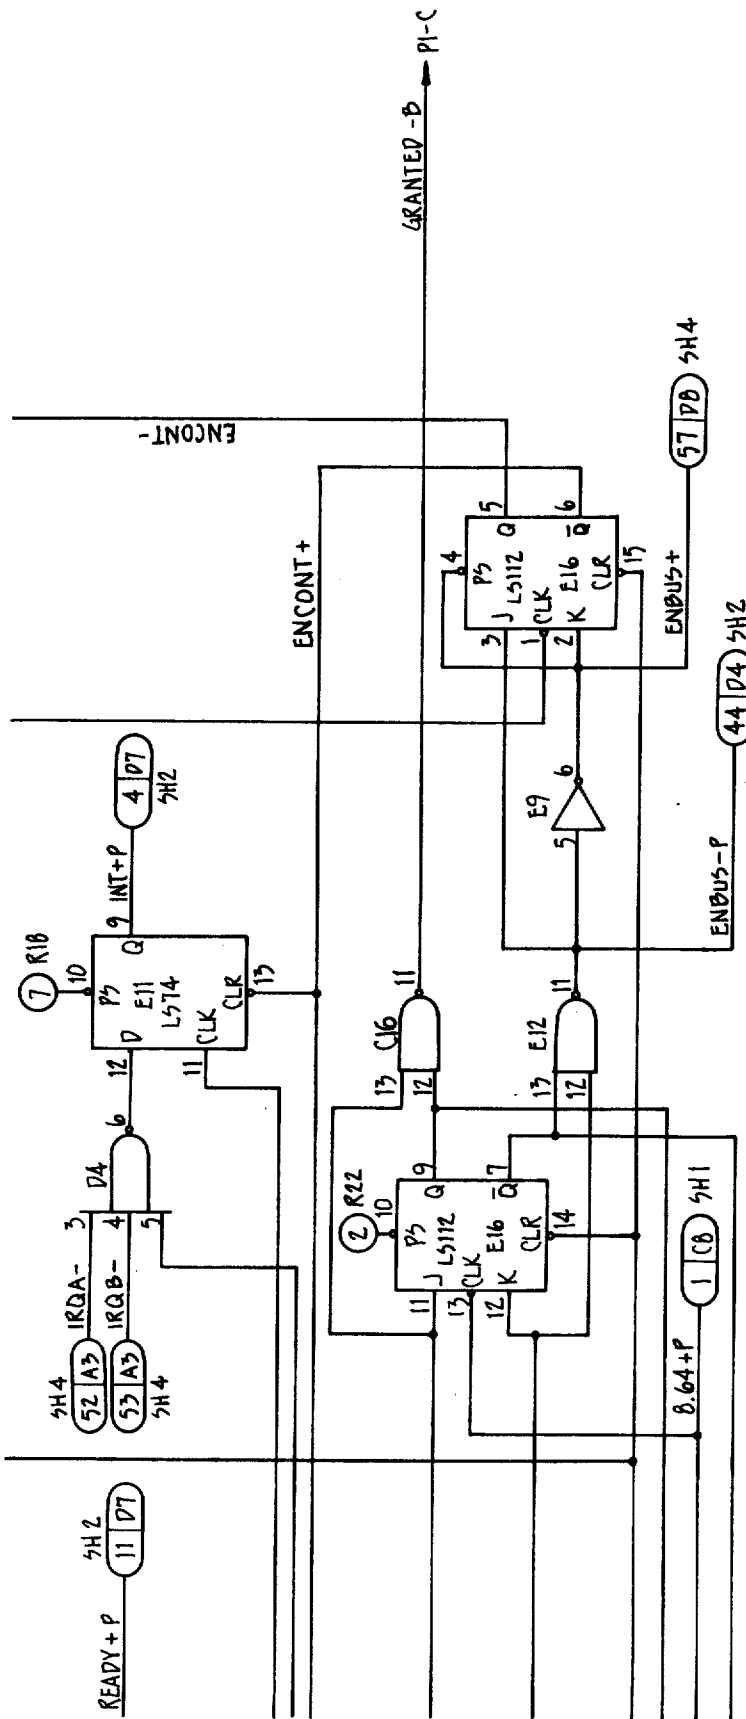 READY+P
SH2
11 | D7
SH4
52 | A3
IRQA-
3
53 | A3
SH4
IRQB-
4
5
D4
6
7
R18
10
12
D
PS
E11
LS74
Q
9
INT+P
4 | D7
SH2
11
CLK
CLR
13
ENCONT+
ENCONT-
2
R22
10
11
J
PS
LS112
Q
9
13
CLK
E16
12
K
CLR
Q
7
14
13
12
C16
11
GRANTED-B
P1-C
13
12
E12
11
5
E9
6
4
3
J
PS
LS112
Q
5
1
CLK
E16
2
K
CLR
Q
6
15
ENBUS+
57 | D8
SH4
ENBUS-P
44 | D4
SH2
8.64+P
1 | C8
SH1